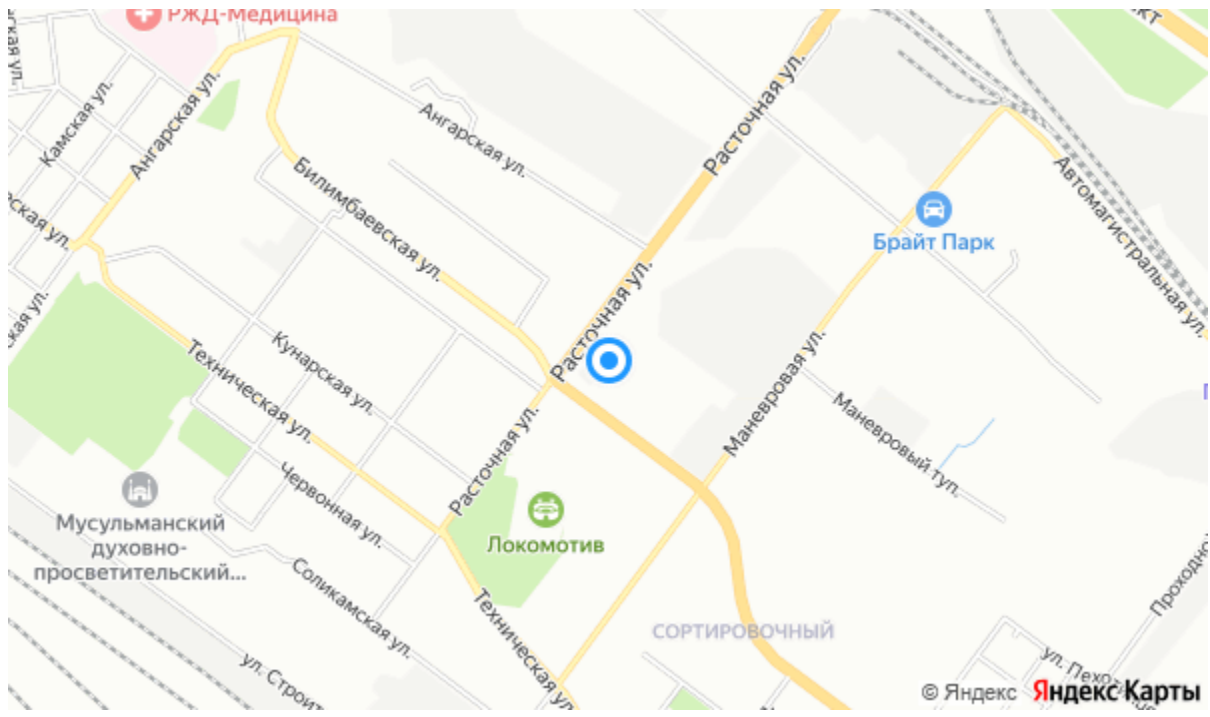 РЖД-Медицина
Камская ул.
Ангарская ул.
Ангарская ул.
Расточная ул.
Автомагистральная ул.
Билимбаевская ул.
Брайт Парк
Расточная ул.
Кунарская ул.
Техническая ул.
Маневровая ул.
Маневровый туп.
Расточная ул.
Червонная ул.
Мусульманский
духовно-
просветительский...
Локомотив
Соликамская ул.
Техническая ул.
СОРТИРОВОЧНЫЙ
© Яндекс Яндекс Карты